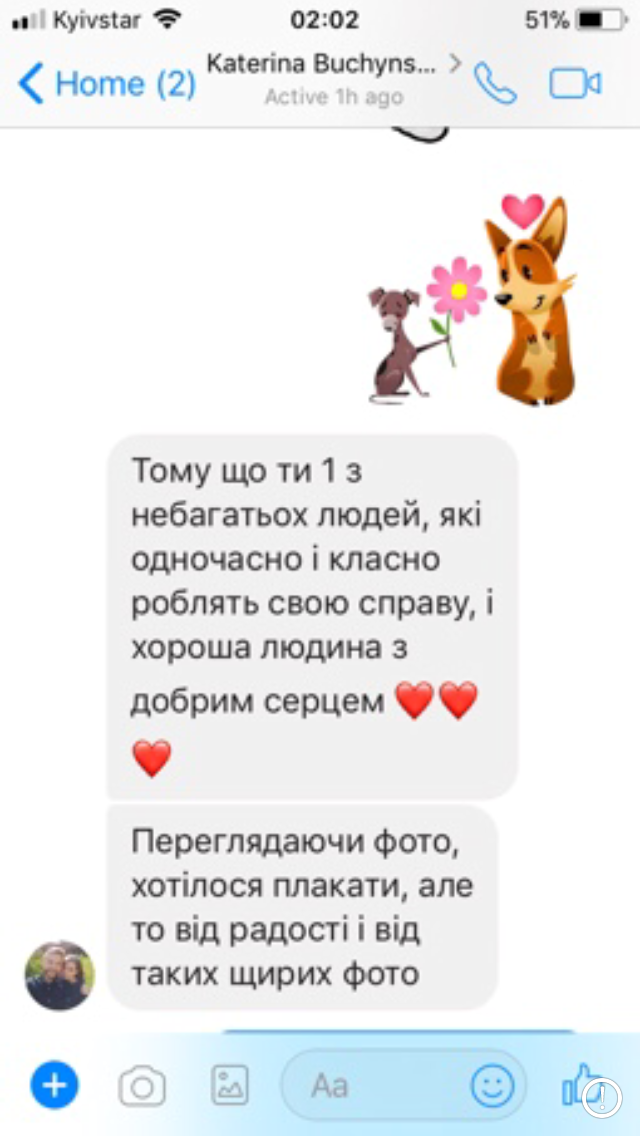 Kyivstar 02:02 51%
Home (2) Katerina Buchyns...
Active 1h ago
Тому що ти 1 з
небагатьох людей, які
одночасно і класно
роблять свою справу, і
хороша людина з
добрим серцем ❤️❤️
❤️
Переглядаючи фото,
хотілося плакати, але
то від радості і від
таких щирих фото
Aa